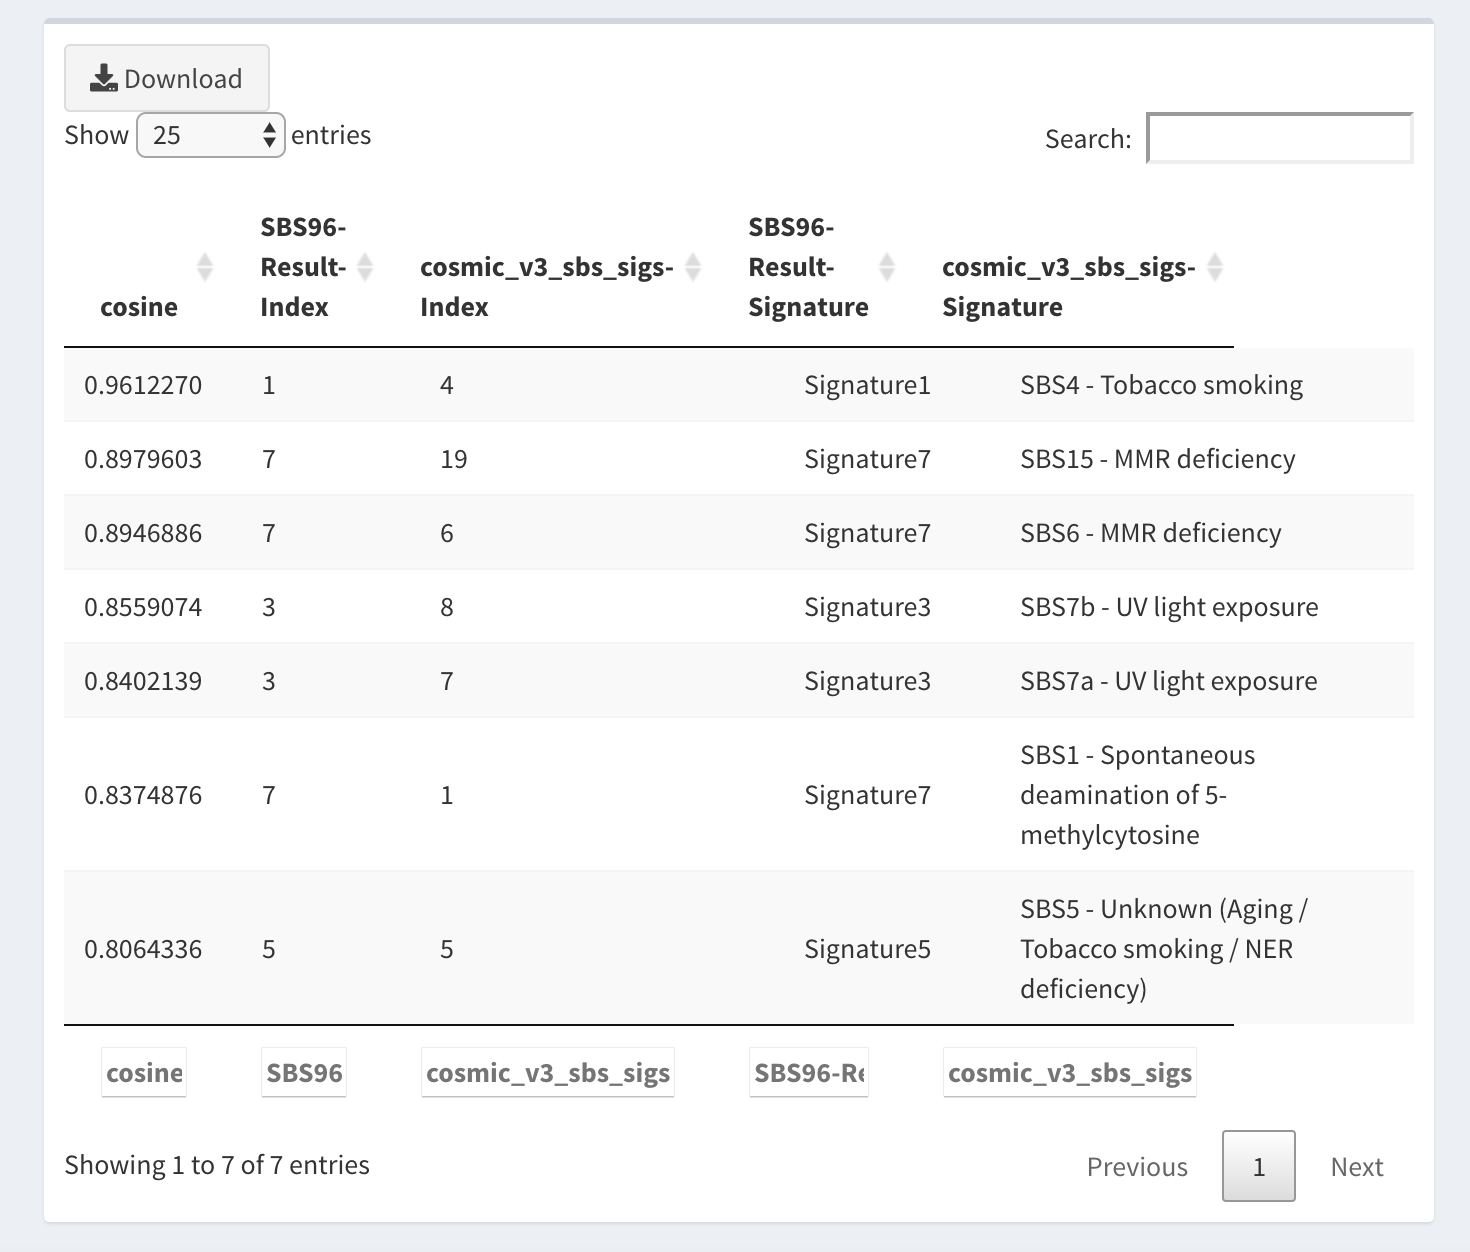 Download
Show 25 entries
Search:
cosine
SBS96-
Result-
Index
cosmic_v3_sbs_sigs-
Index
SBS96-
Result-
Signature
cosmic_v3_sbs_sigs-
Signature
0.9612270 1 4 Signature1 SBS4 - Tobacco smoking
0.8979603 7 19 Signature7 SBS15 - MMR deficiency
0.8946886 7 6 Signature7 SBS6 - MMR deficiency
0.8559074 3 8 Signature3 SBS7b - UV light exposure
0.8402139 3 7 Signature3 SBS7a - UV light exposure
0.8374876 7 1 Signature7 SBS1 - Spontaneous
deamination of 5-
methylcytosine
0.8064336 5 5 Signature5 SBS5 - Unknown (Aging /
Tobacco smoking / NER
deficiency)
cosine SBS96 cosmic_v3_sbs_sigs SBS96-Re cosmic_v3_sbs_sigs
Showing 1 to 7 of 7 entries
Previous 1 Next